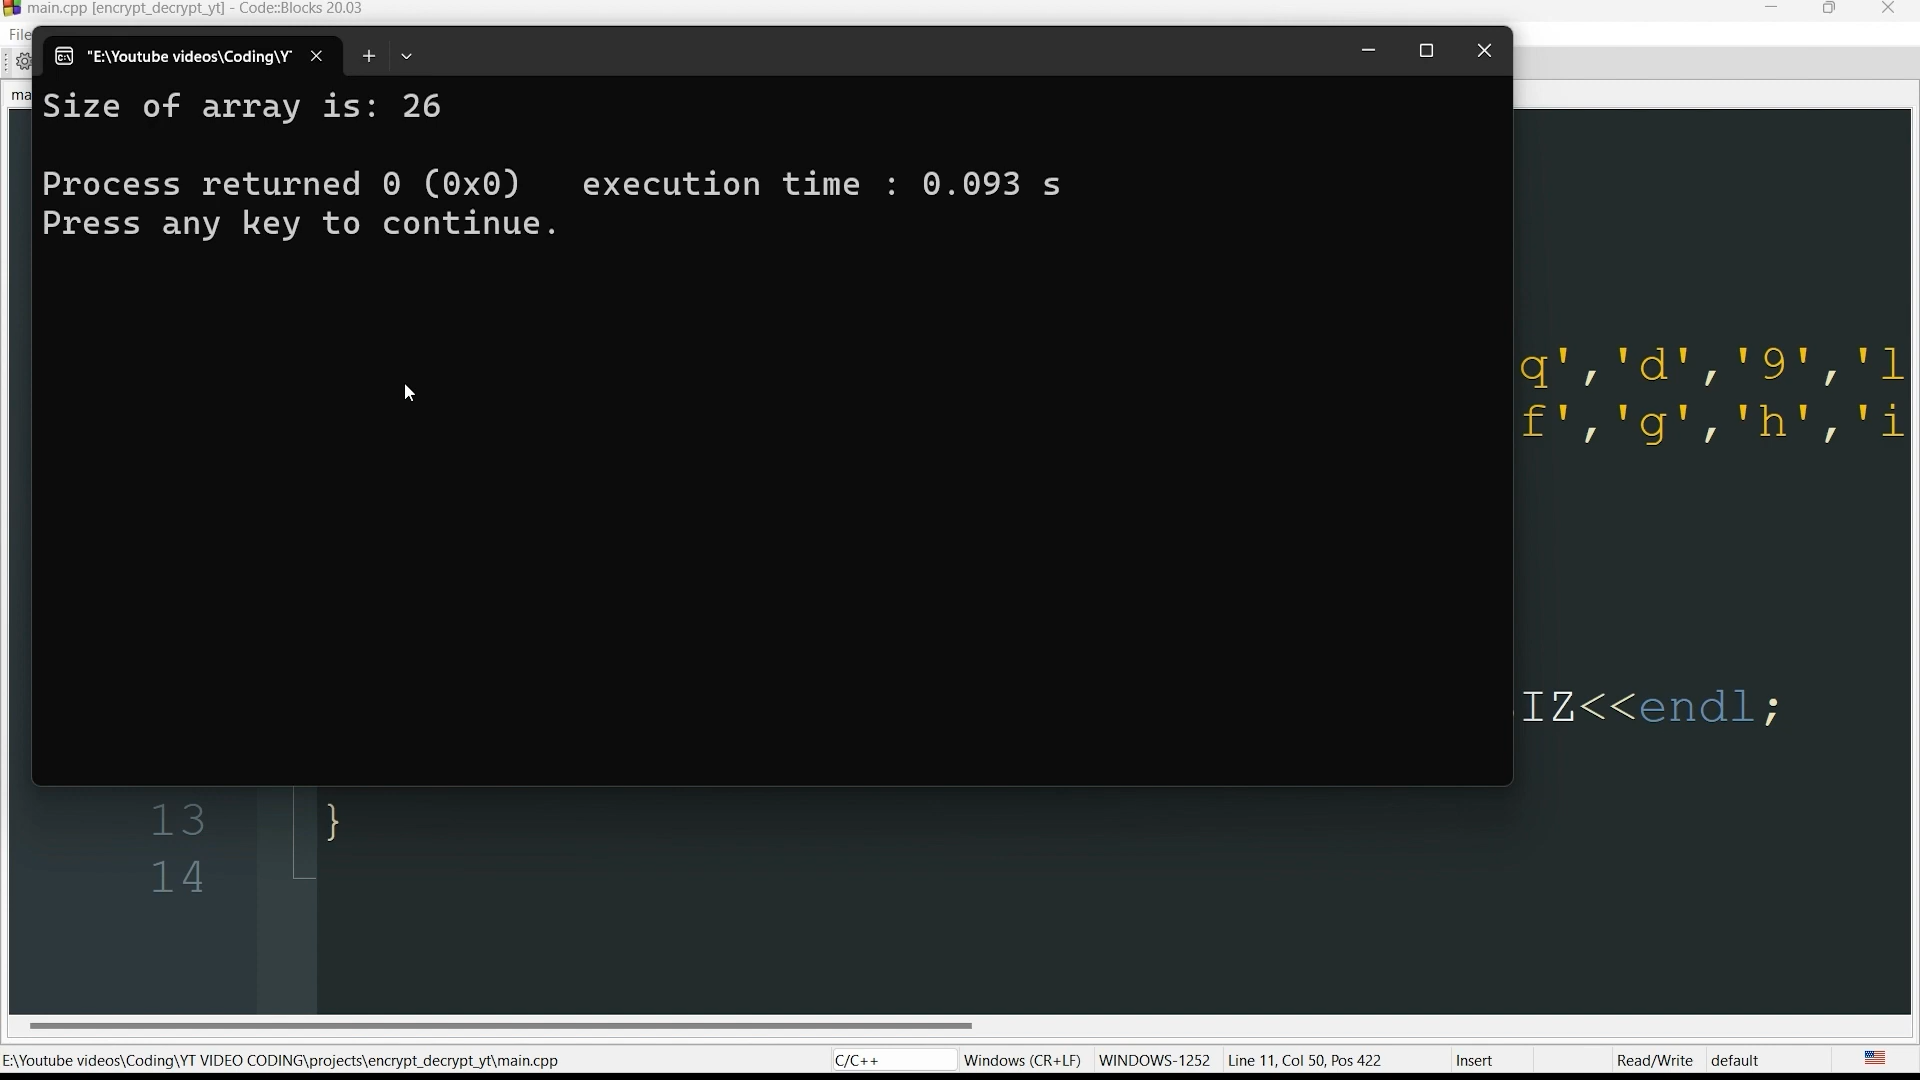 main.cpp [encrypt_decrypt_yt] - Code::Blocks 20.03
File
"E:\Youtube videos\Coding\Y
ma
Size of array is: 26
Process returned 0 (0x0)   execution time : 0.093 s
Press any key to continue.
q','d','9','l
f','g','h','i
IZ<<endl;
13 }
14
E:\Youtube videos\Coding\YT VIDEO CODING\projects\encrypt_decrypt_yt\main.cpp C/C++ Windows (CR+LF) WINDOWS-1252 Line 11, Col 50, Pos 422 Insert Read/Write default